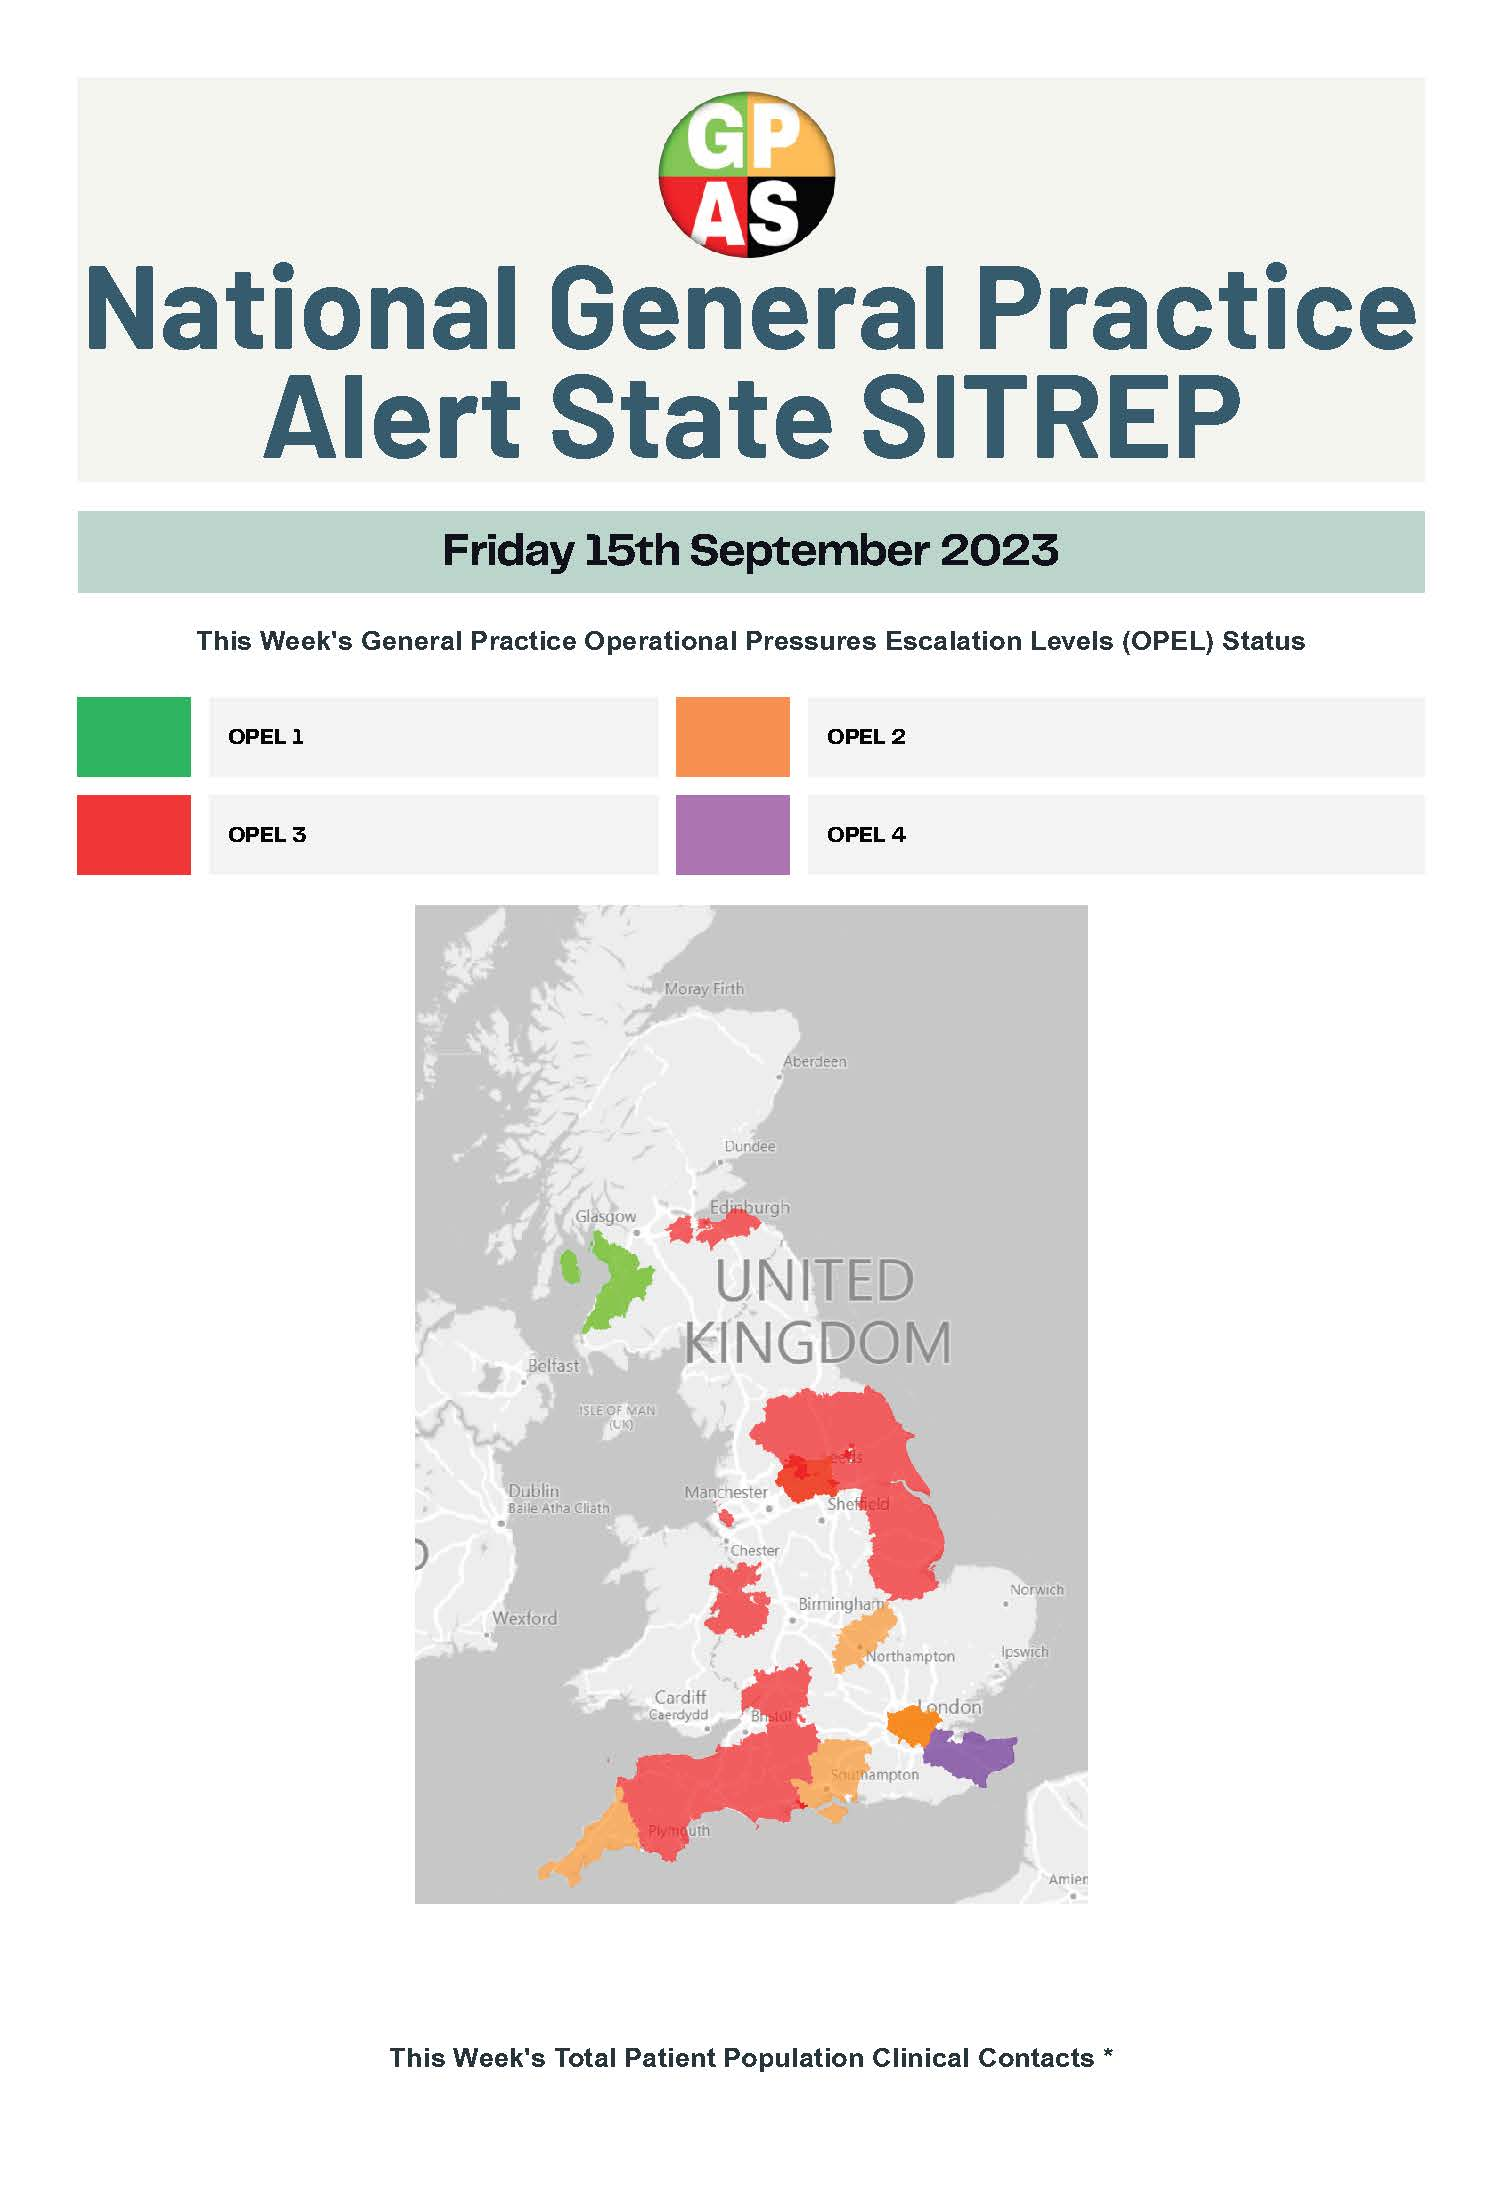 GP
AS
National General Practice
Alert State SITREP
Friday 15th September 2023
This Week's General Practice Operational Pressures Escalation Levels (OPEL) Status
OPEL 1
OPEL 2
OPEL 3
OPEL 4
Moray Firth
Aberdeen
Dundee
Edinburgh
Glasgow
UNITED
KINGDOM
Belfast
ISLE OF MAN
(UK)
Leeds
Dublin
Baile Atha Cliath
Manchester
Sheffield
Chester
Norwich
Birmingham
Wexford
Northampton
Ipswich
Cardiff
Caerdydd
Bristol
London
Southampton
Plymouth
Amien
This Week's Total Patient Population Clinical Contacts *